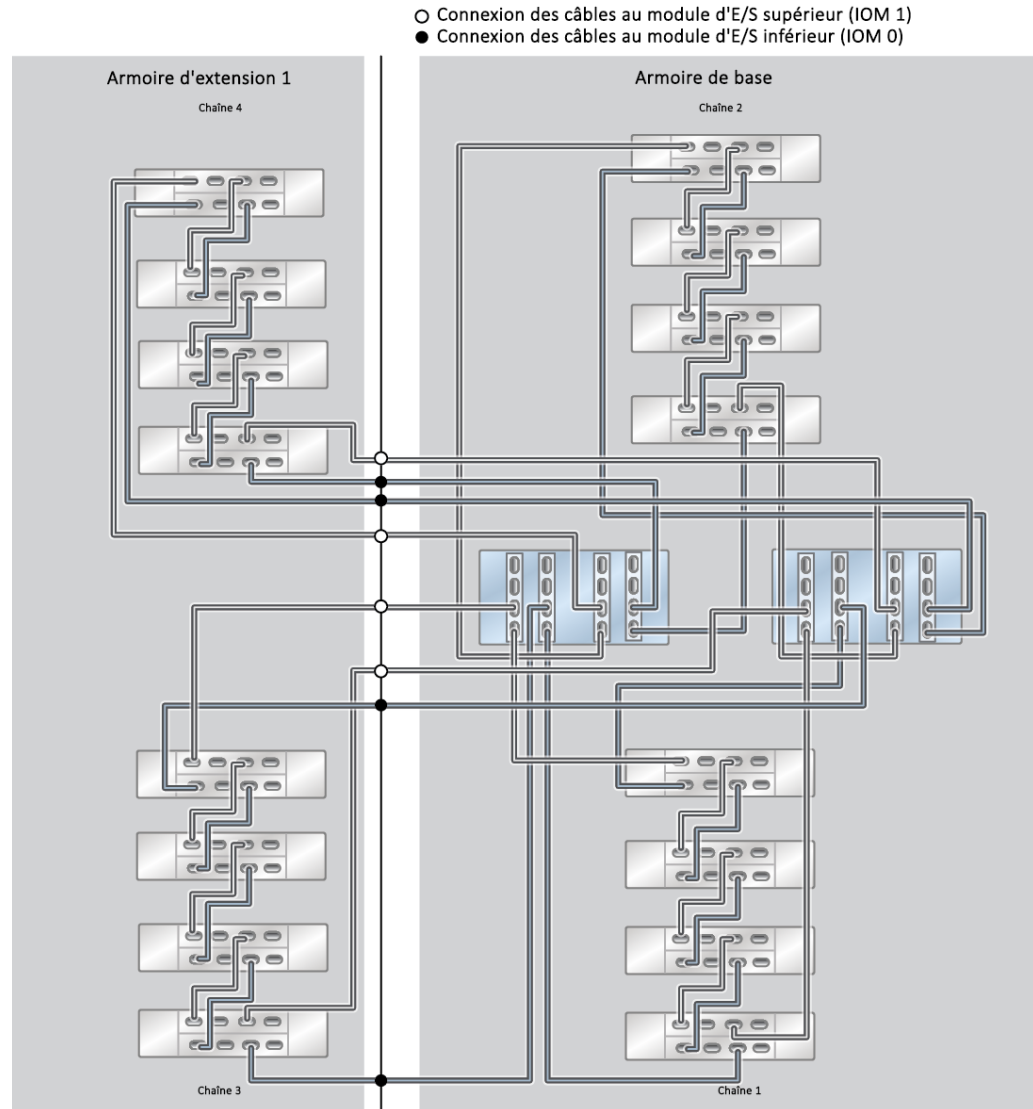 Connexion des câbles au module d'E/S supérieur (IOM 1)
Connexion des câbles au module d'E/S inférieur (IOM 0)
Armoire d'extension 1
Armoire de base
Chaîne 4
Chaîne 2
Chaîne 3
Chaîne 1